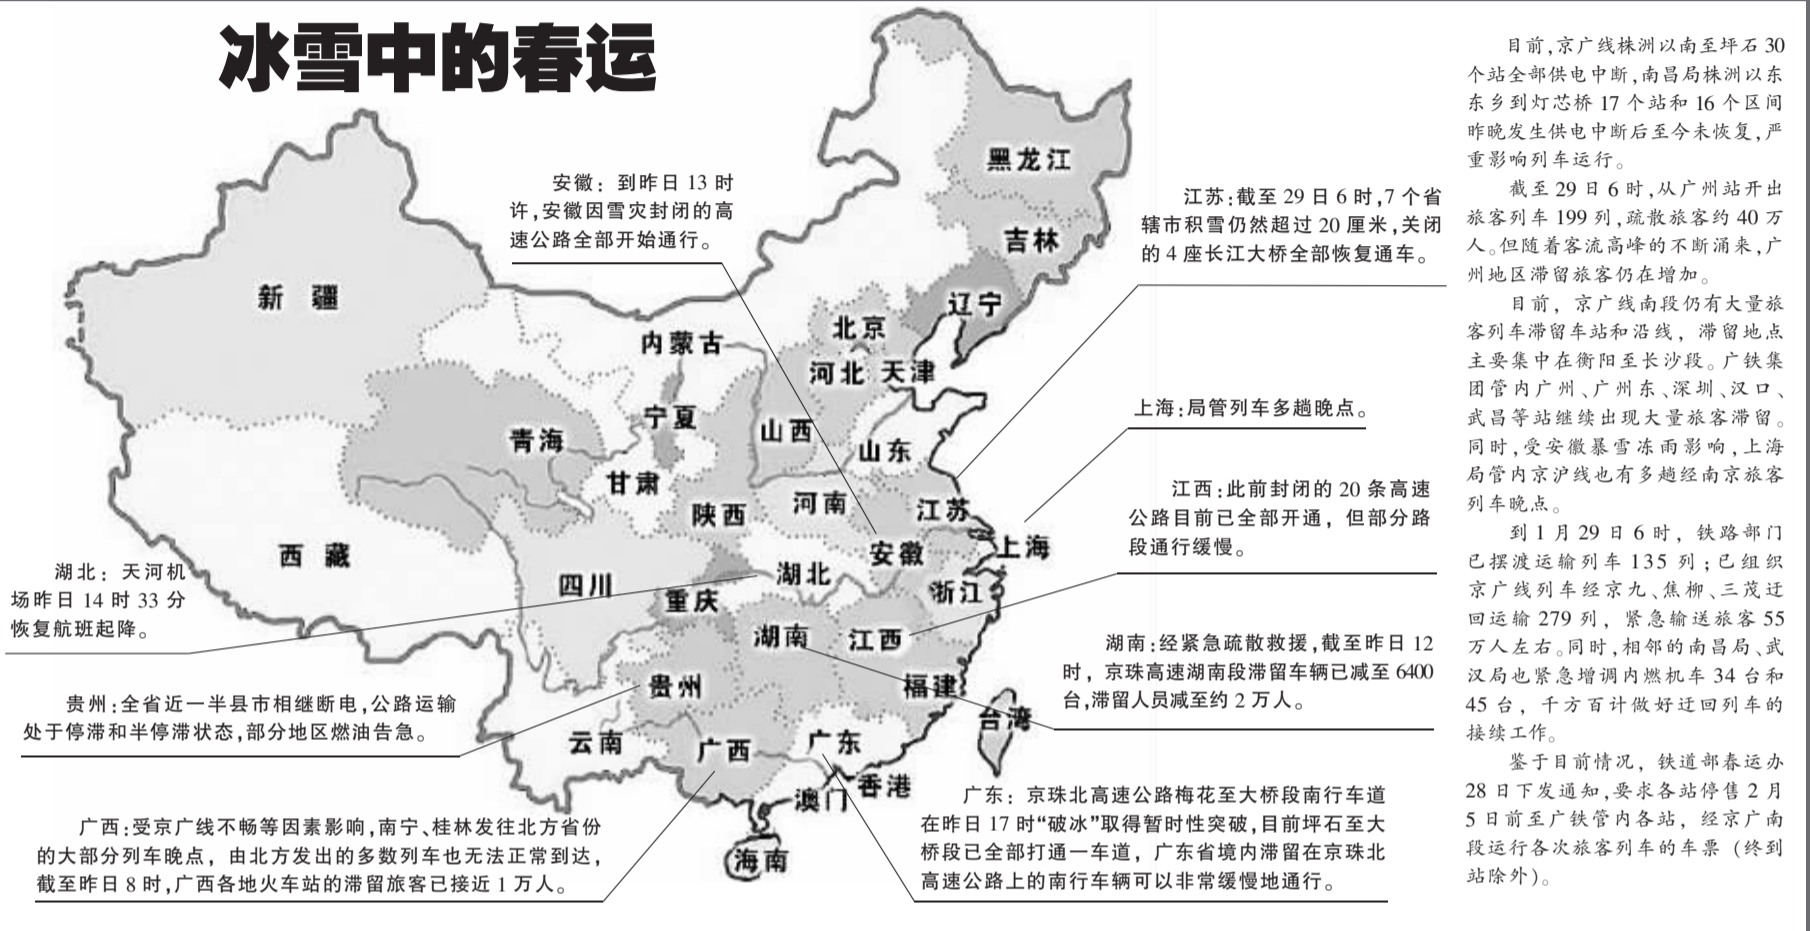 冰雪中的春运
安徽：到昨日13时
许,安徽因雪灾封闭的高
速公路全部开始通行。
江苏:截至29日6时,7个省
辖市积雪仍然超过20厘米,关闭
的4座长江大桥全部恢复通车。
上海:局管列车多趟晚点。
江西:此前封闭的20条高速
公路目前已全部开通，但部分路
段通行缓慢。
湖南:经紧急疏散救援,截至昨日12
时，京珠高速湖南段滞留车辆已减至6400
台,滞留人员减至约2万人。
湖北：天河机
场昨日14时33分
恢复航班起降。
贵州:全省近一半县市相继断电,公路运输
处于停滞和半停滞状态,部分地区燃油告急。
广西:受京广线不畅等因素影响,南宁、桂林发往北方省份
的大部分列车晚点，由北方发出的多数列车也无法正常到达,
截至昨日8时,广西各地火车站的滞留旅客已接近1万人。
广东：京珠北高速公路梅花至大桥段南行车道
在昨日17时“破冰”取得暂时性突破,目前坪石至大
桥段已全部打通一车道，广东省境内滞留在京珠北
高速公路上的南行车辆可以非常缓慢地通行。
黑龙江
吉林
辽宁
新疆
内蒙古
北京
河北
天津
宁夏
山西
青海
山东
甘肃
陕西
河南
江苏
西藏
安徽
上海
四川
湖北
重庆
浙江
湖南
江西
贵州
福建
台湾
云南
广西
广东
香港
澳门
海南
目前,京广线株洲以南至坪石30
个站全部供电中断,南昌局株洲以东
东乡到灯芯桥17个站和16个区间
昨晚发生供电中断后至今未恢复,严
重影响列车运行。
截至29日6时,从广州站开出
旅客列车199列,疏散旅客约40万
人。但随着客流高峰的不断涌来,广
州地区滞留旅客仍在增加。
目前，京广线南段仍有大量旅
客列车滞留车站和沿线，滞留地点
主要集中在衡阳至长沙段。广铁集
团管内广州、广州东、深圳、汉口、
武昌等站继续出现大量旅客滞留。
同时,受安徽暴雪冻雨影响,上海
局管内京沪线也有多趟经南京旅客
列车晚点。
到1月29日6时，铁路部门
已摆渡运输列车135列；已组织
京广线列车经京九、焦柳、三茂迂
回运输279列，紧急输送旅客55
万人左右。同时,相邻的南昌局、武
汉局也紧急增调内燃机车34台和
45台，千方百计做好迂回列车的
接续工作。
鉴于目前情况，铁道部春运办
28日下发通知,要求各站停售2月
5日前至广铁管内各站，经京广南
段运行各次旅客列车的车票（终到
站除外）。